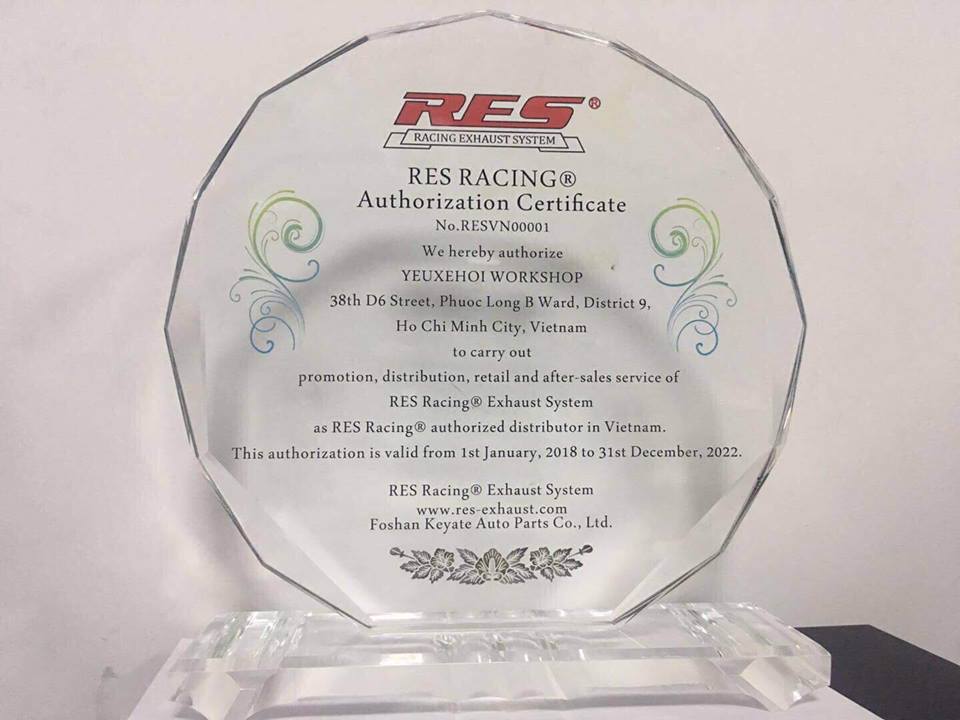 RES®
RACING EXHAUST SYSTEM
RES RACING®
Authorization Certificate
No.RESVN00001
We hereby authorize
YEUXEHOI WORKSHOP
38th D6 Street, Phuoc Long B Ward, District 9,
Ho Chi Minh City, Vietnam
to carry out
promotion, distribution, retail and after-sales service of
RES Racing® Exhaust System
as RES Racing® authorized distributor in Vietnam.
This authorization is valid from 1st January, 2018 to 31st December, 2022.
RES Racing® Exhaust System
www.res-exhaust.com
Foshan Keyate Auto Parts Co., Ltd.